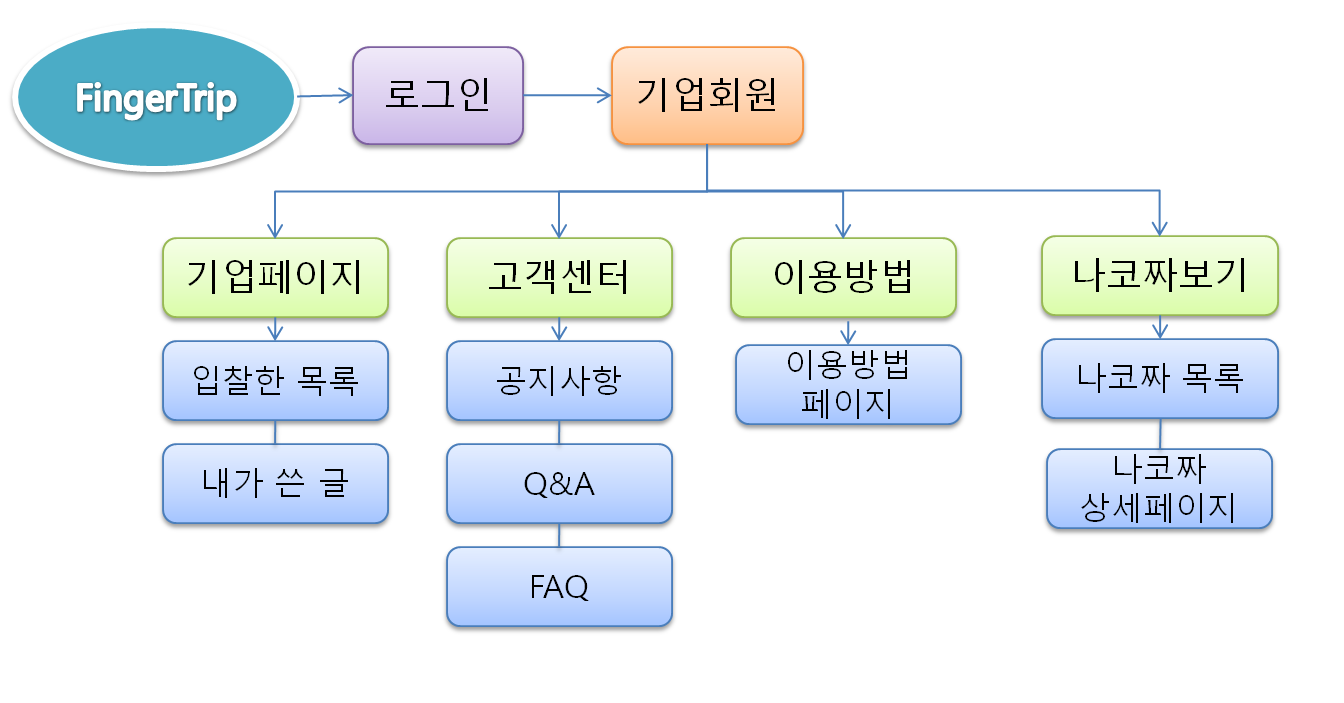 FingerTrip
로그인
기업회원
기업페이지
고객센터
이용방법
나코짜보기
입찰한 목록
공지사항
이용방법
페이지
나코짜 목록
내가 쓴 글
Q&A
나코짜
상세페이지
FAQ